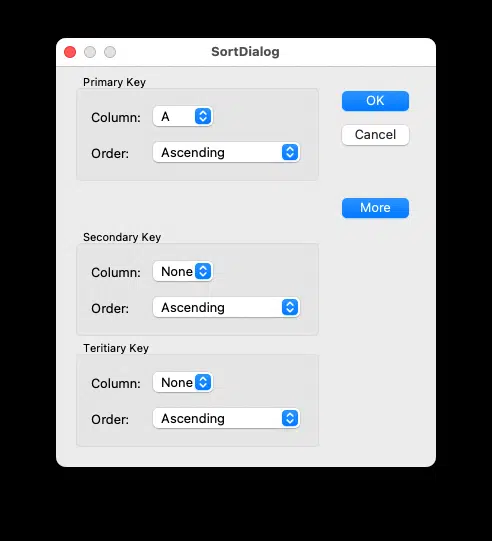 SortDialog
Primary Key
Column: A
Order: Ascending
OK
Cancel
More
Secondary Key
Column: None
Order: Ascending
Teritiary Key
Column: None
Order: Ascending